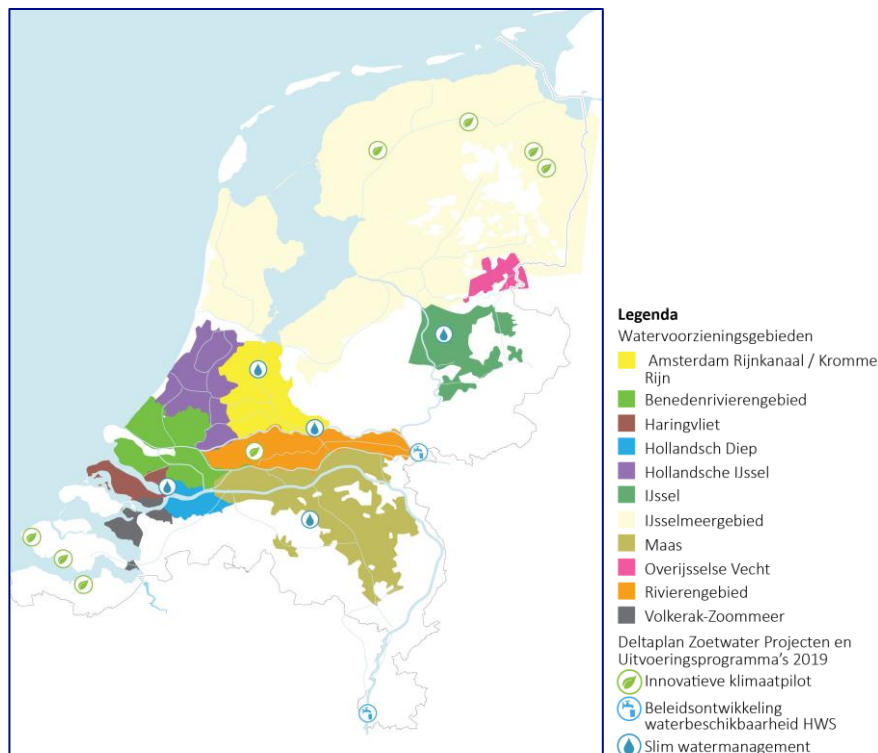 Legenda
Watervoorzieningsgebieden
Amsterdam Rijnkanaal / Kromme
Rijn
Benedenrivierengebied
Haringvliet
Hollandsch Diep
Hollandsche IJssel
IJssel
IJsselmeergebied
Maas
Overijsselse Vecht
Rivierengebied
Volkerak-Zoommeer
Deltaplan Zoetwater Projecten en
Uitvoeringsprogramma's 2019
Innovatieve klimaatpilot
Beleidsontwikkeling
waterbeschikbaarheid HWS
Slim watermanagement